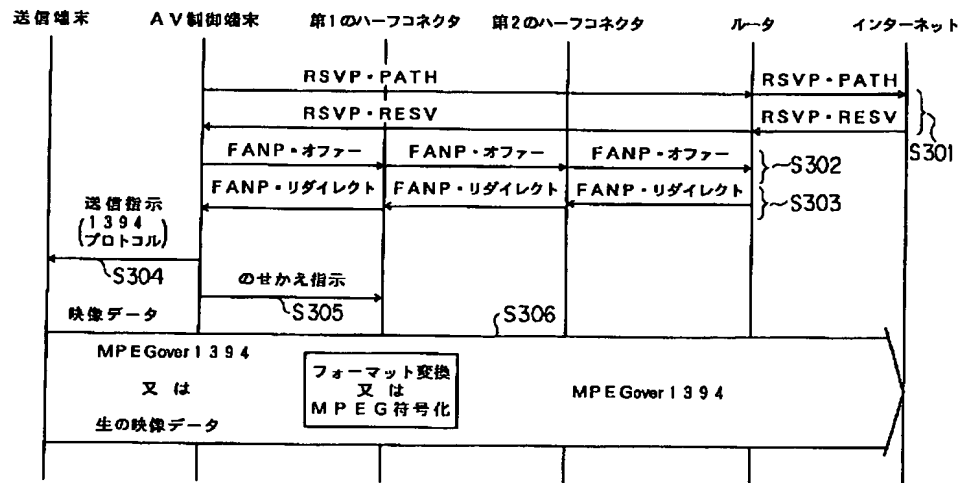 送信端末 AV制御端末 第1のハーフコネクタ 第2のハーフコネクタ ルータ インターネット
RSVP・PATH RSVP・PATH
RSVP・RESV RSVP・RESV
S301
FANP・オファー FANP・オファー FANP・オファー S302
FANP・リダイレクト FANP・リダイレクト FANP・リダイレクト S303
送信指示
(1394
プロトコル)
S304
のせかえ指示
S305
映像データ S306
MPEGover1394
又は
生の映像データ
フォーマット変換
又は
MPEG符号化
MPEGover1394